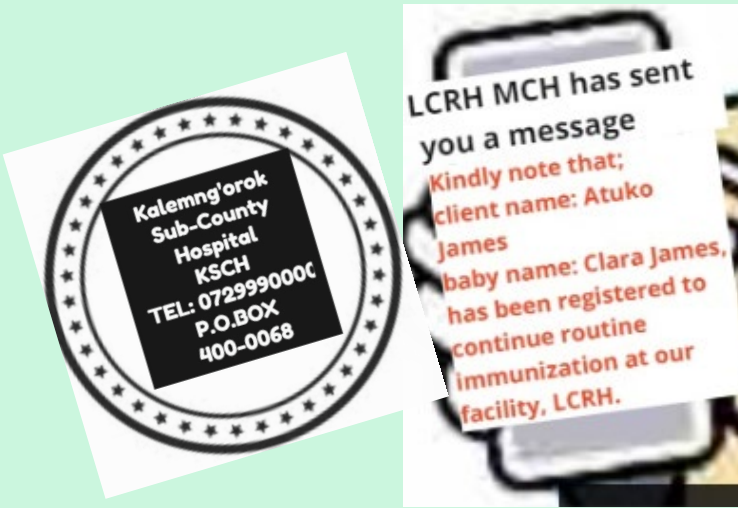 Kalemng'orok
Sub-County
Hospital
KSCH
TEL: 0729990000
P.O.BOX
400-0068
LCRH MCH has sent
you a message
Kindly note that;
client name: Atuko
James
baby name: Clara James,
has been registered to
continue routine
immunization at our
facility, LCRH.